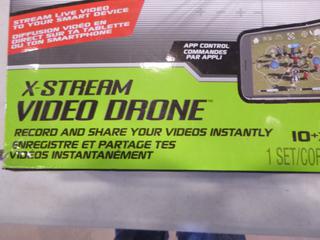 STREAM LIVE VIDEO
TO YOUR SMART DEVICE
DIFFUSION VIDÉO EN
DIRECT SUR TA TABLETTE
OU TON SMARTPHONE
APP CONTROL
COMMANDES
PAR APPLI
X-STREAM
VIDEO DRONE™
RECORD AND SHARE YOUR VIDEOS INSTANTLY
ENREGISTRE ET PARTAGE TES
VIDÉOS INSTANTANÉMENT
10+
1 SET/